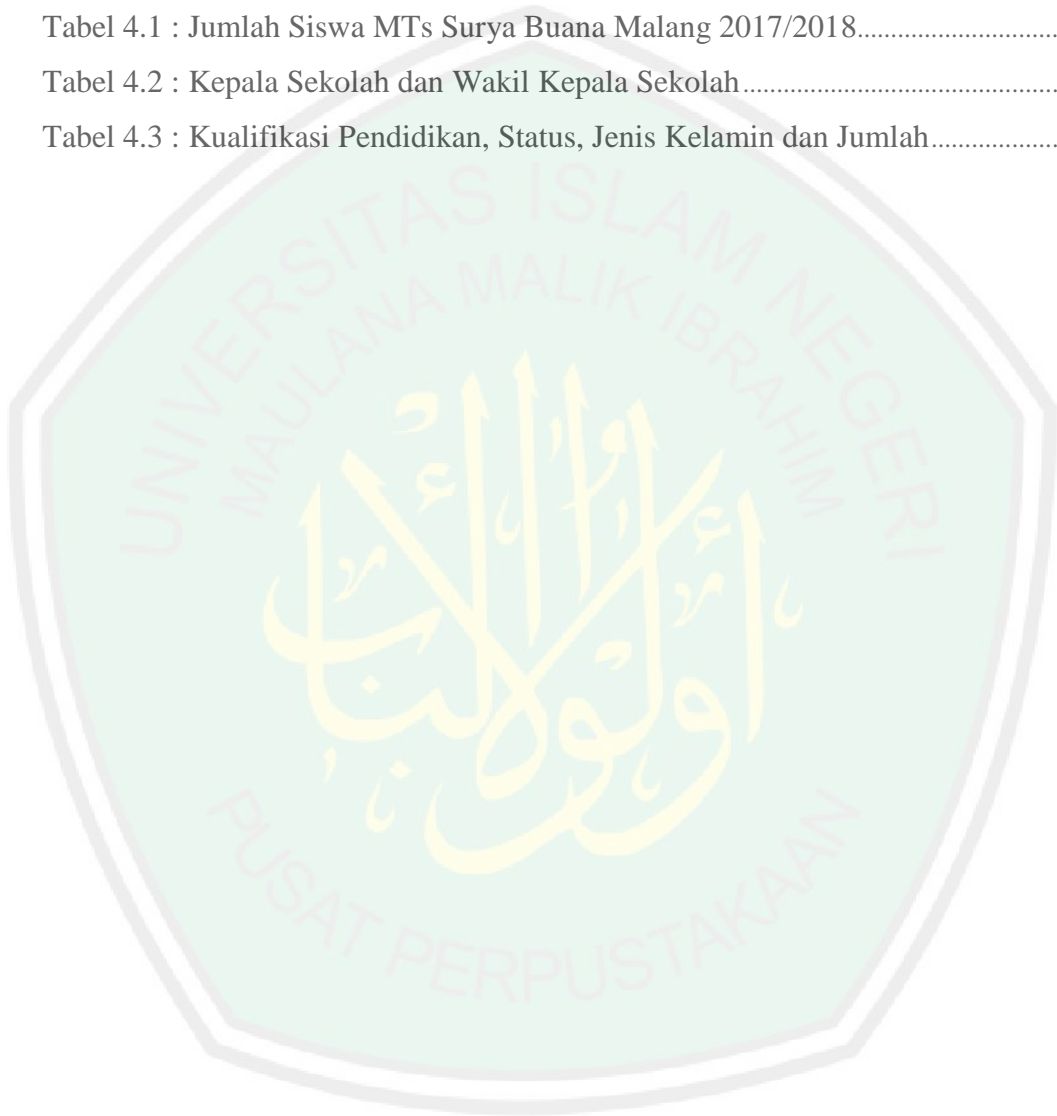 Tabel 4.1 : Jumlah Siswa MTs Surya Buana Malang 2017/2018..............................
Tabel 4.2 : Kepala Sekolah dan Wakil Kepala Sekolah...............................................
Tabel 4.3 : Kualifikasi Pendidikan, Status, Jenis Kelamin dan Jumlah...................
UNIVERSITAS ISLAM NEGERI
MAULANA MALIK IBRAHIM
أولوا الألباب
PUSAT PERPUSTAKAAN